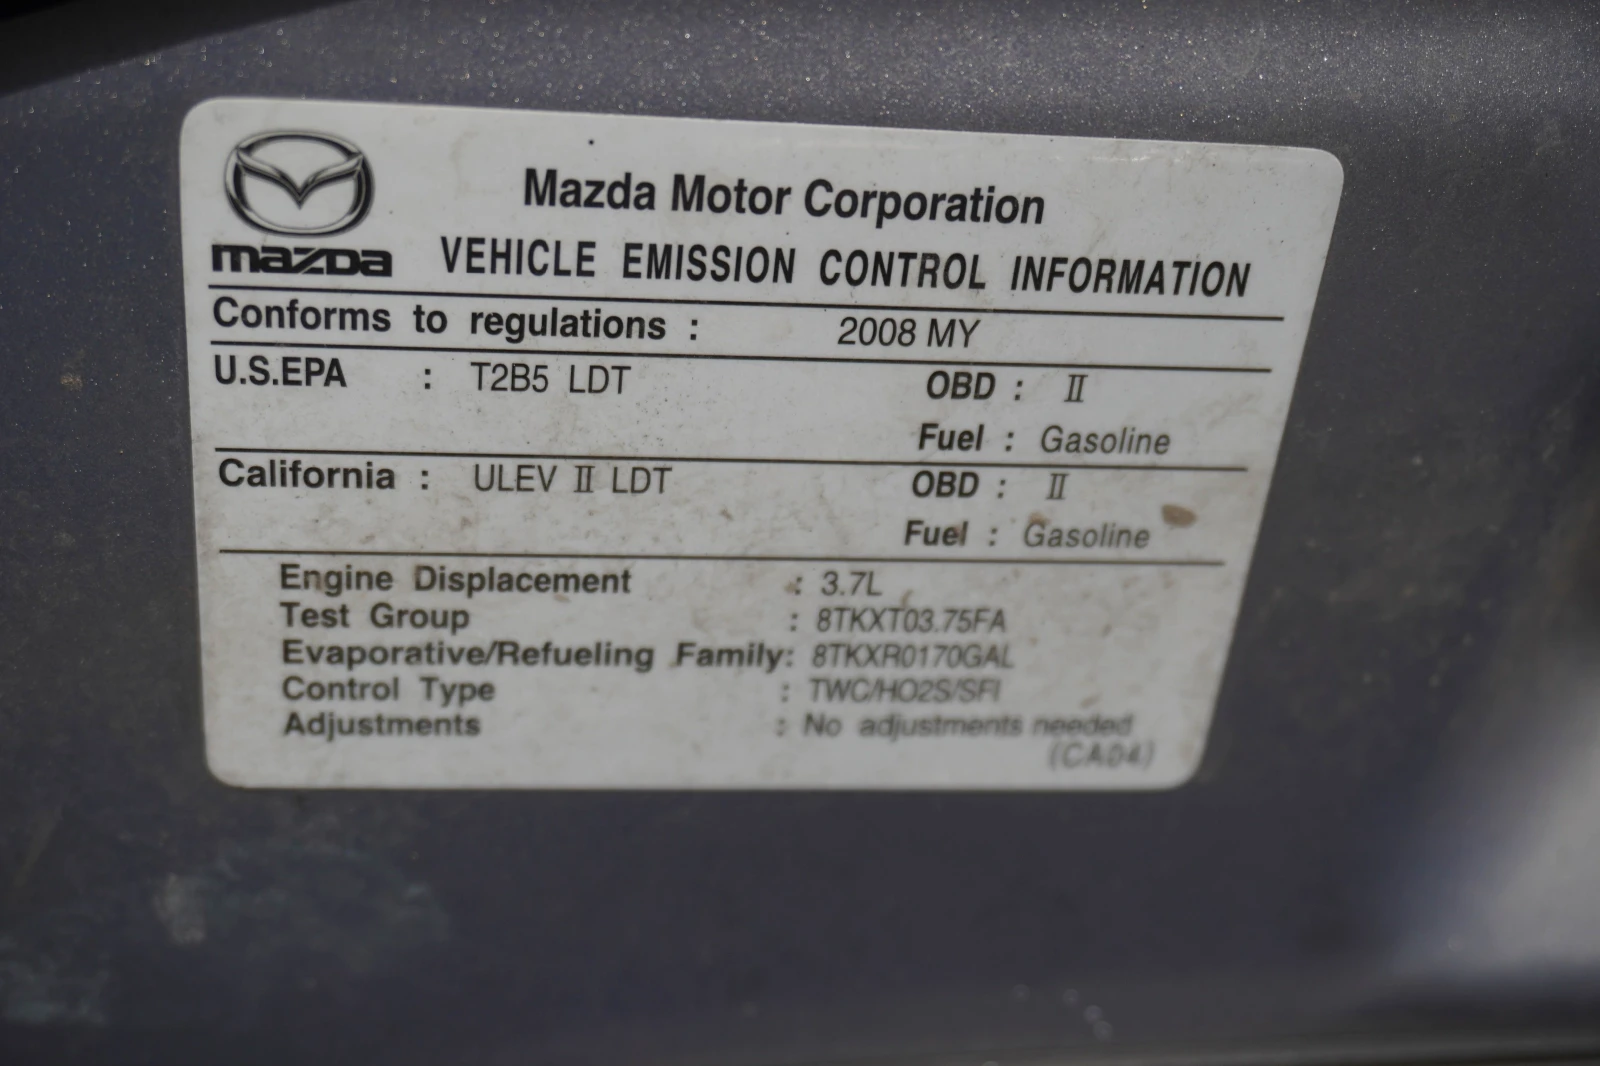 Mazda Motor Corporation
mazda VEHICLE EMISSION CONTROL INFORMATION
Conforms to regulations : 2008 MY
U.S.EPA : T2B5 LDT OBD : II
Fuel : Gasoline
California : ULEV II LDT OBD : II
Fuel : Gasoline
Engine Displacement : 3.7L
Test Group : 8TKXT03.75FA
Evaporative/Refueling Family: 8TKXR0170GAL
Control Type : TWC/HO2S/SFI
Adjustments : No adjustments needed
(CA04)